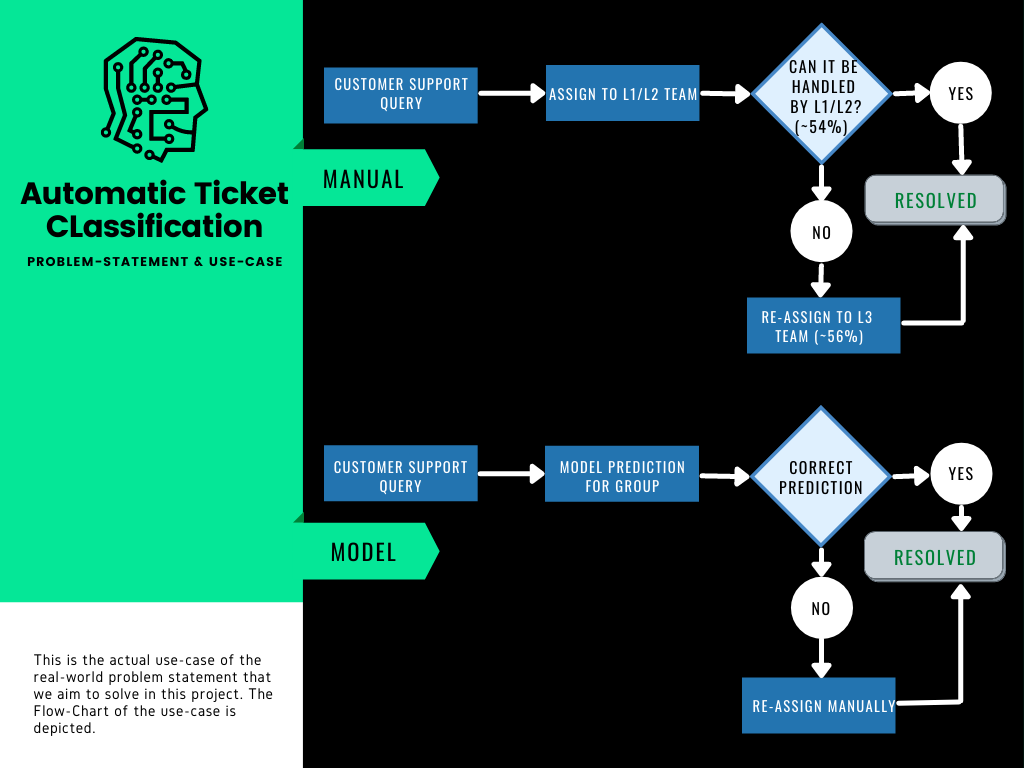 Automatic Ticket
CLassification
PROBLEM-STATEMENT & USE-CASE
This is the actual use-case of the
real-world problem statement that
we aim to solve in this project. The
Flow-Chart of the use-case is
depicted.
MANUAL
CUSTOMER SUPPORT
QUERY
ASSIGN TO L1/L2 TEAM
CAN IT BE
HANDLED
BY L1/L2?
(~54%)
YES
RESOLVED
NO
RE-ASSIGN TO L3
TEAM (~56%)
MODEL
CUSTOMER SUPPORT
QUERY
MODEL PREDICTION
FOR GROUP
CORRECT
PREDICTION
YES
RESOLVED
NO
RE-ASSIGN MANUALLY